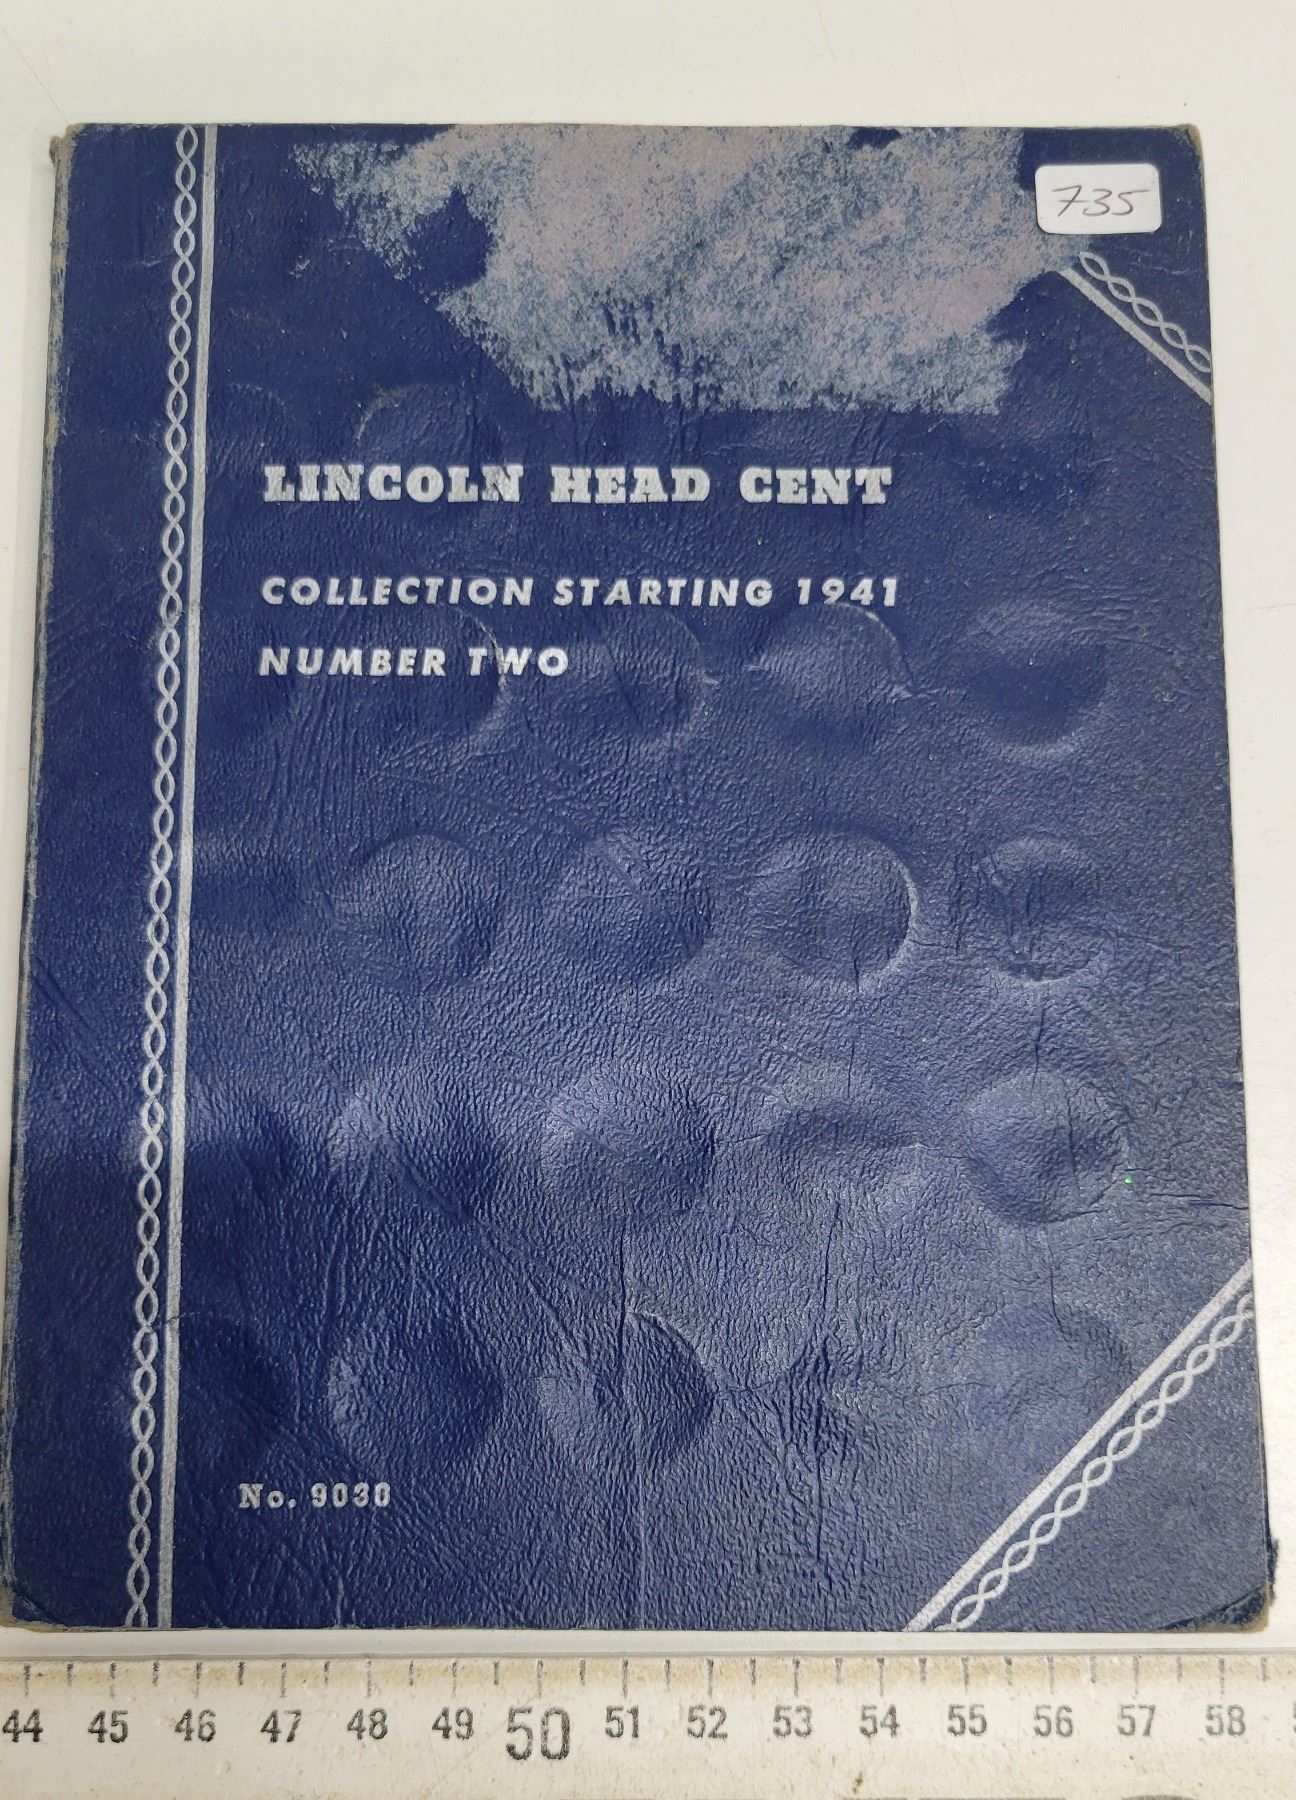 735
LINCOLN HEAD CENT
COLLECTION STARTING 1941
NUMBER TWO
No. 9030
44 45 46 47 48 49 50 51 52 53 54 55 56 57 58